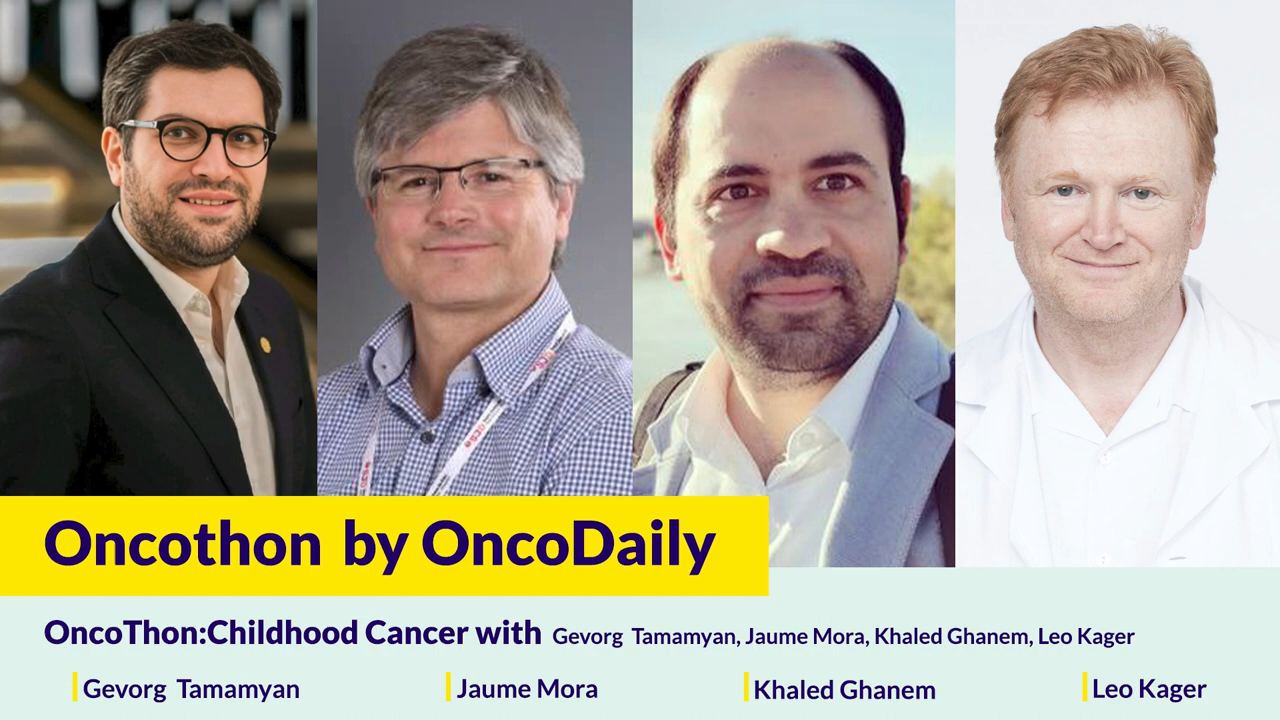 Oncothon by OncoDaily
OncoThon:Childhood Cancer with Gevorg Tamamyan, Jaume Mora, Khaled Ghanem, Leo Kager
Gevorg Tamamyan
Jaume Mora
Khaled Ghanem
Leo Kager